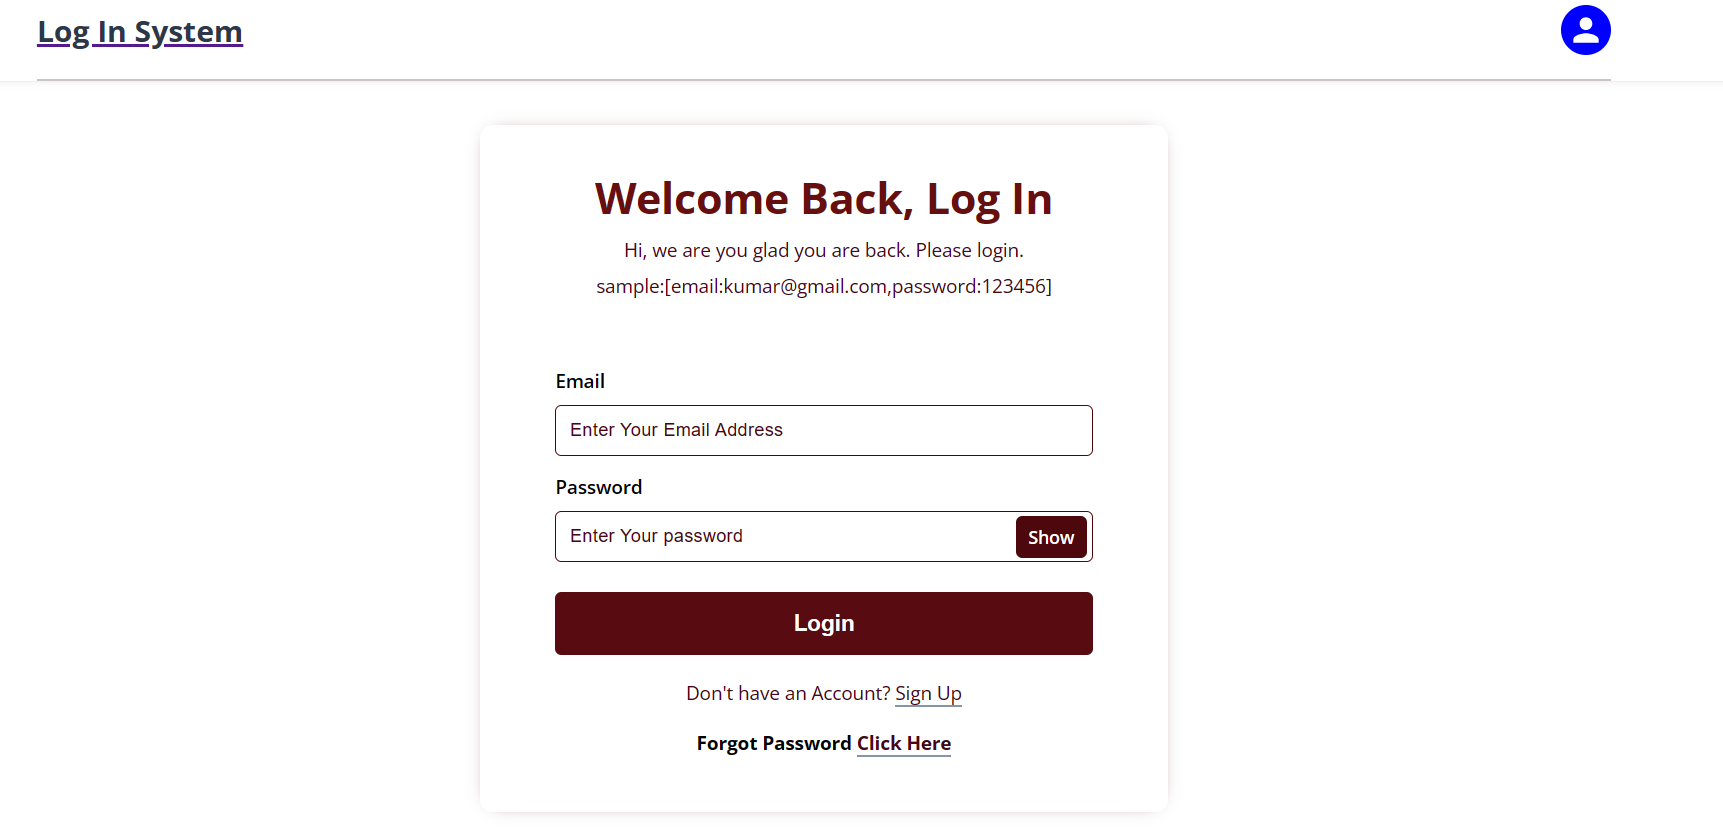 Log In System
Welcome Back, Log In
Hi, we are you glad you are back. Please login.
sample:[email:kumar@gmail.com,password:123456]
Email
Enter Your Email Address
Password
Enter Your password
Show
Login
Don't have an Account? Sign Up
Forgot Password Click Here